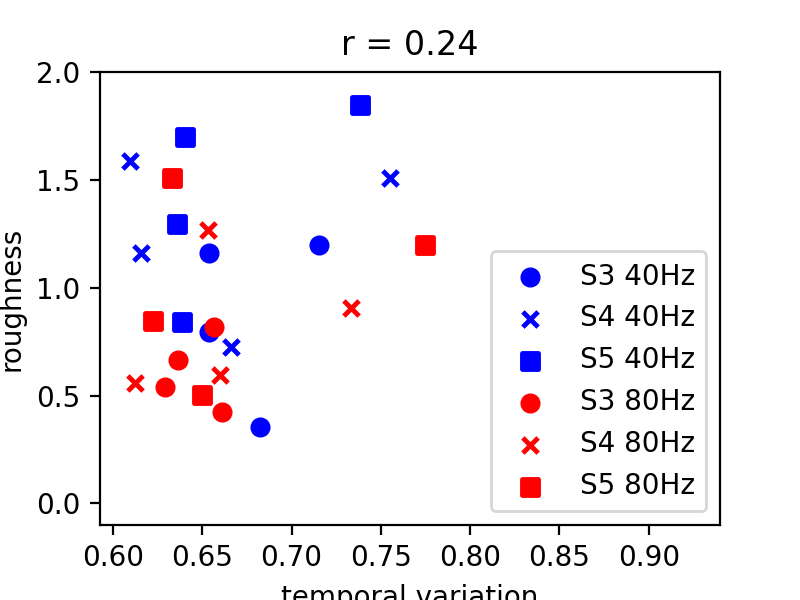 r = 0.24
2.0
1.5
1.0
0.5
0.0
roughness
S3 40Hz
S4 40Hz
S5 40Hz
S3 80Hz
S4 80Hz
S5 80Hz
0.60 0.65 0.70 0.75 0.80 0.85 0.90
temporal variation